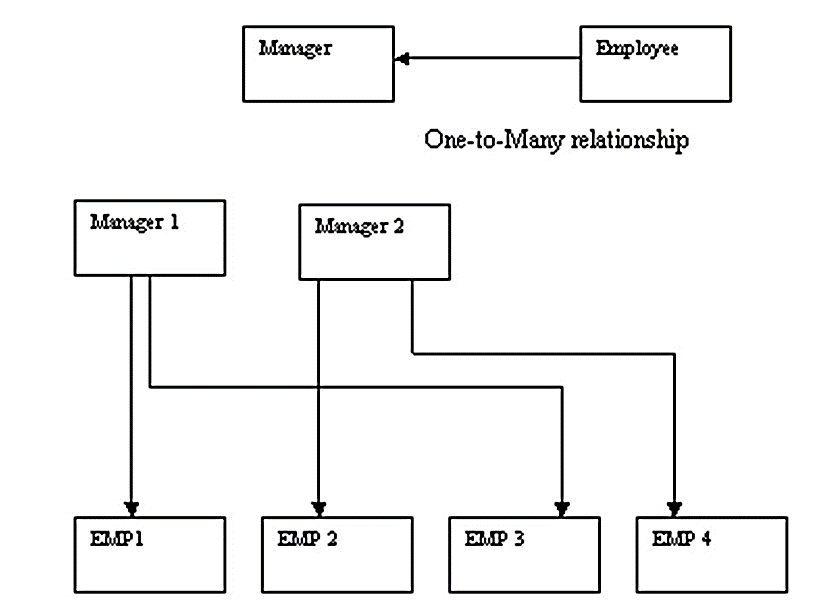 Manager
Employee
One-to-Many relationship
Manager 1
Manager 2
EMP1
EMP 2
EMP 3
EMP 4